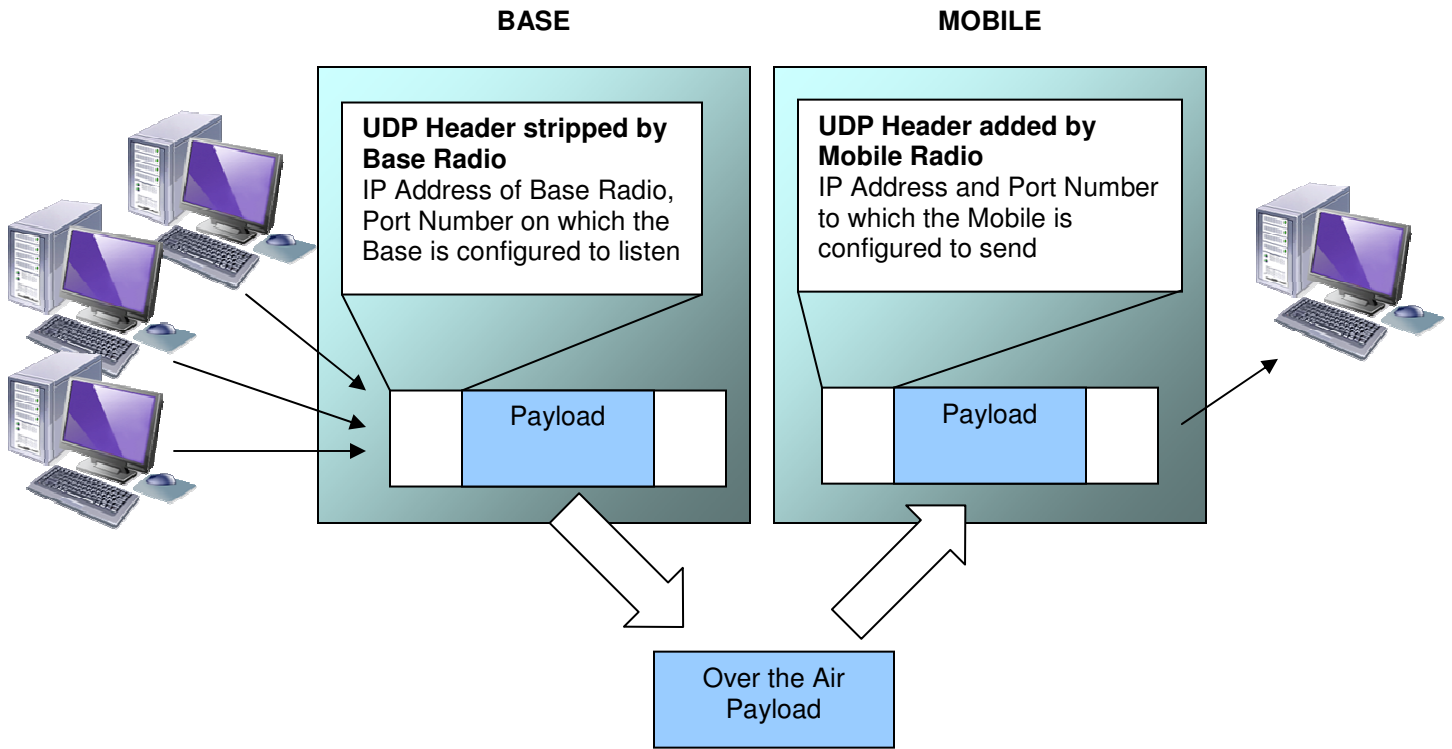 BASE
MOBILE
UDP Header stripped by
Base Radio
IP Address of Base Radio,
Port Number on which the
Base is configured to listen
UDP Header added by
Mobile Radio
IP Address and Port Number
to which the Mobile is
configured to send
Payload
Payload
Over the Air
Payload